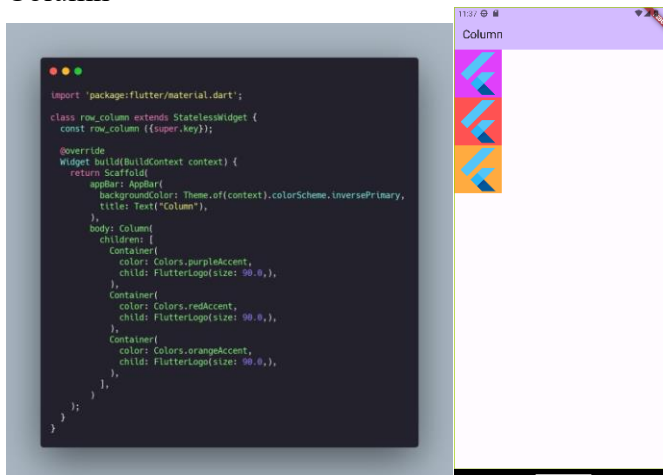 Column
import 'package:flutter/material.dart';
class row_column extends StatelessWidget {
const row_column ({super.key});
@override
Widget build(BuildContext context) {
return Scaffold(
appBar: AppBar(
backgroundColor: Theme.of(context).colorScheme.inversePrimary,
title: Text("Column"),
),
body: Column(
children: [
Container(
color: Colors.purpleAccent,
child: FlutterLogo(size: 90.0,),
),
Container(
color: Colors.redAccent,
child: FlutterLogo(size: 90.0,),
),
Container(
color: Colors.orangeAccent,
child: FlutterLogo(size: 90.0,),
),
],
)
);
}
}
11:37
Column